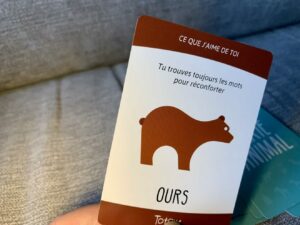 CE QUE J'AIME DE TOI
Tu trouves toujours les mots
pour réconforter
OURS